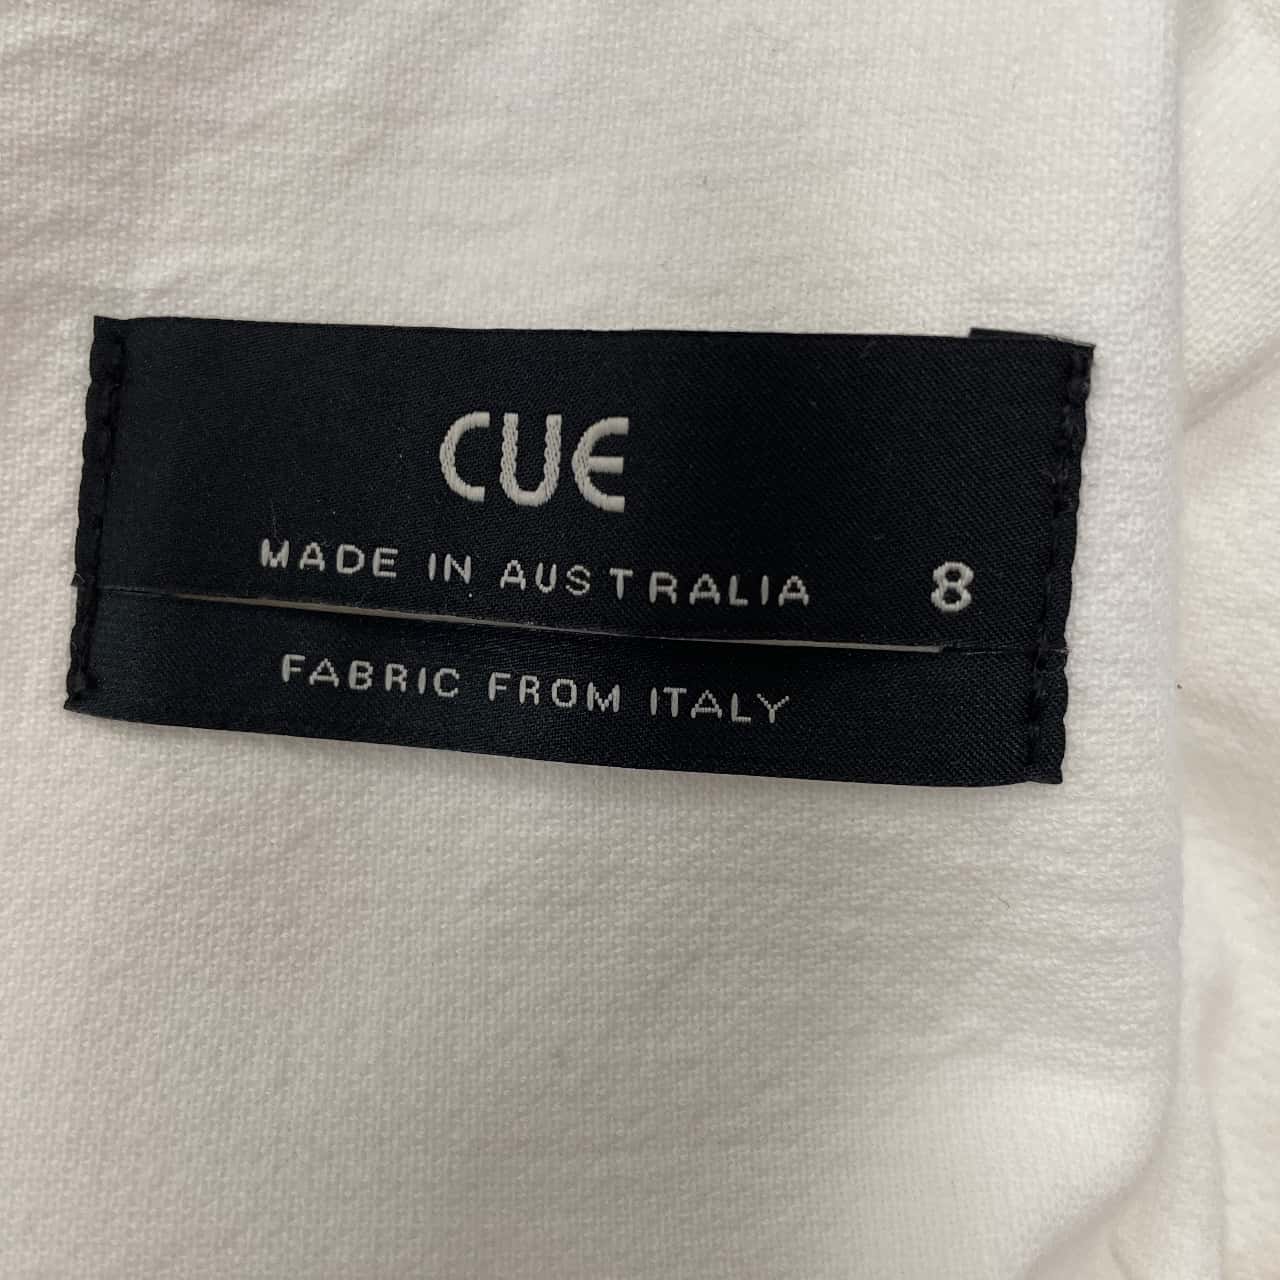 CUE
MADE IN AUSTRALIA 8
FABRIC FROM ITALY